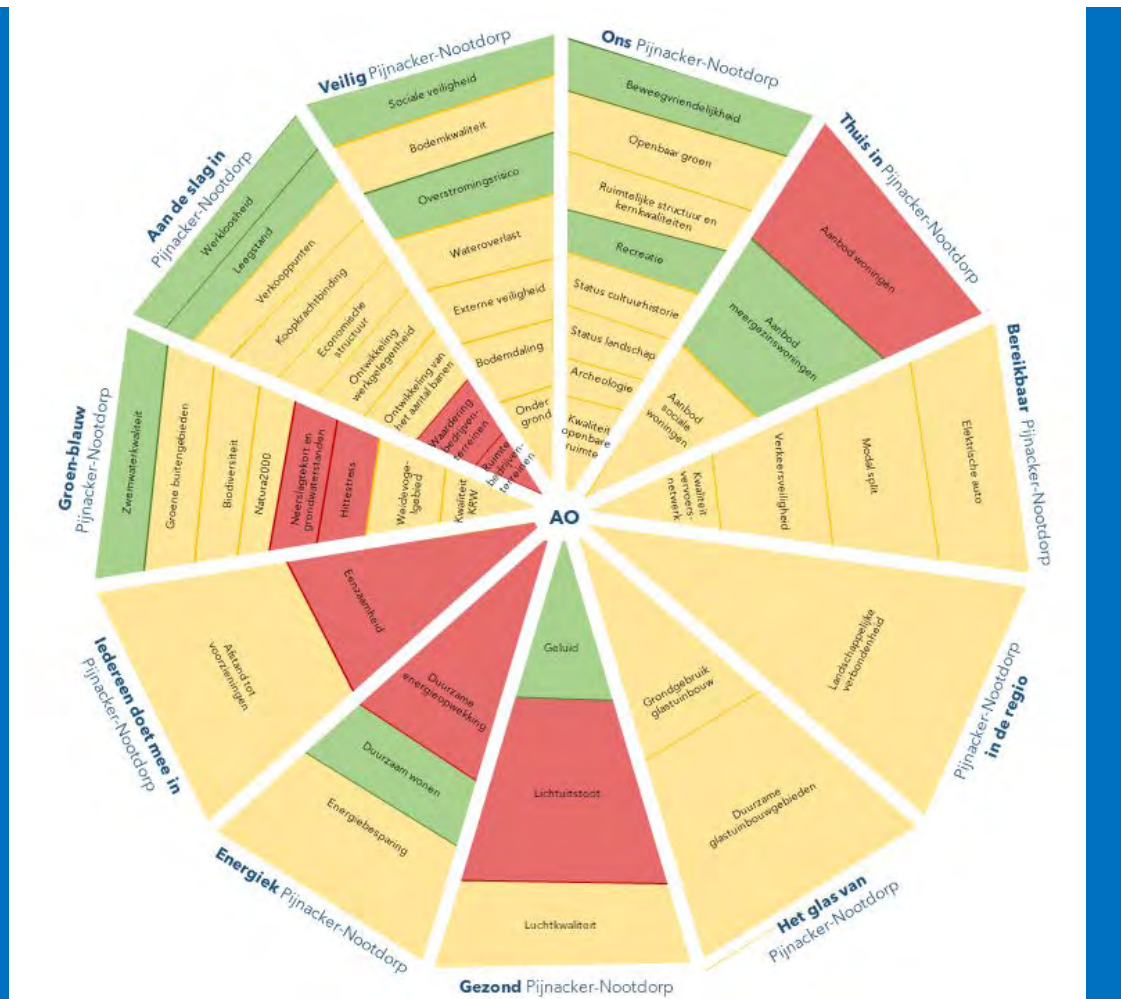 Ons Pijnacker-Nootdorp
Beweegvriendelijkheid
Openbaar groen
Ruimtelijke structuur en
kernkwaliteiten
Recreatie
Status cultuurhistorie
Status landschap
Archeologie
Kwaliteit
openbare
ruimte
Thuis in Pijnacker-Nootdorp
Aanbod woningen
Aanbod
meergezinswoningen
Aanbod
sociale
woningen
Bereikbaar Pijnacker-Nootdorp
Elektrische auto
Modal split
Verkeersveiligheid
Kwaliteit
vervoers-
netwerk
Pijnacker-Nootdorp
in de regio
Landschappelijke
verbondenheid
Het glas van
Pijnacker-Nootdorp
Grondgebruik
glastuinbouw
Duurzame
glastuinbouwgebieden
Gezond Pijnacker-Nootdorp
Geluid
Lichtuitstoot
Luchtkwaliteit
Energiek Pijnacker-Nootdorp
Duurzame
energieopwekking
Duurzaam wonen
Energiebesparing
Iedereen doet mee in
Pijnacker-Nootdorp
Eenzaamheid
Afstand tot
voorzieningen
Groen-blauw
Pijnacker-Nootdorp
Zwemwaterkwaliteit
Groene buitengebieden
Biodiversiteit
Natura2000
Neerslagtekort en
grondwaterstanden
Hittestress
Weidevoge-
lgebied
Kwaliteit
KRW
Aan de slag in
Pijnacker-Nootdorp
Werkloosheid
Leegstand
Verkooppunten
Koopkrachtbinding
Economische
structuur
Ontwikkeling
werkgelegenheid
Ontwikkeling van
het aantal banen
Waardering
bedrijven-
terreinen
Ruimte
bedrijven-
terreinen
Veilig Pijnacker-Nootdorp
Sociale veiligheid
Bodemkwaliteit
Overstromingsrisico
Wateroverlast
Externe veiligheid
Bodemdaling
Onder
grond
AO